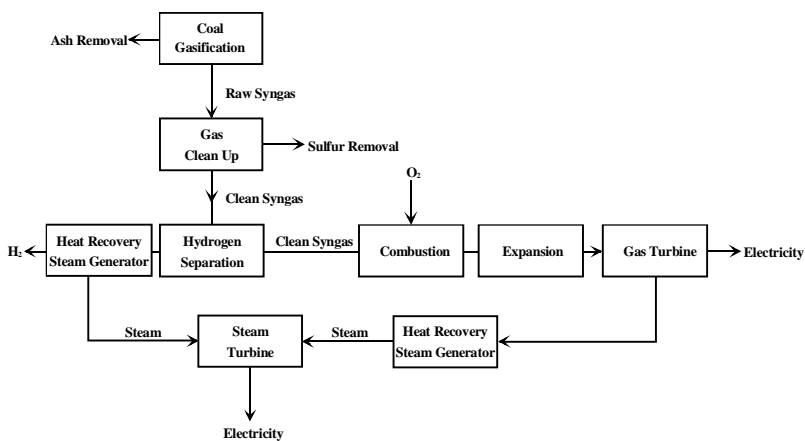 Coal
Gasification
Ash Removal
Raw Syngas
Gas
Clean Up
Sulfur Removal
O₂
Clean Syngas
H₂
Heat Recovery
Steam Generator
Hydrogen
Separation
Clean Syngas
Combustion
Expansion
Gas Turbine
Electricity
Steam
Steam
Turbine
Steam
Heat Recovery
Steam Generator
Electricity